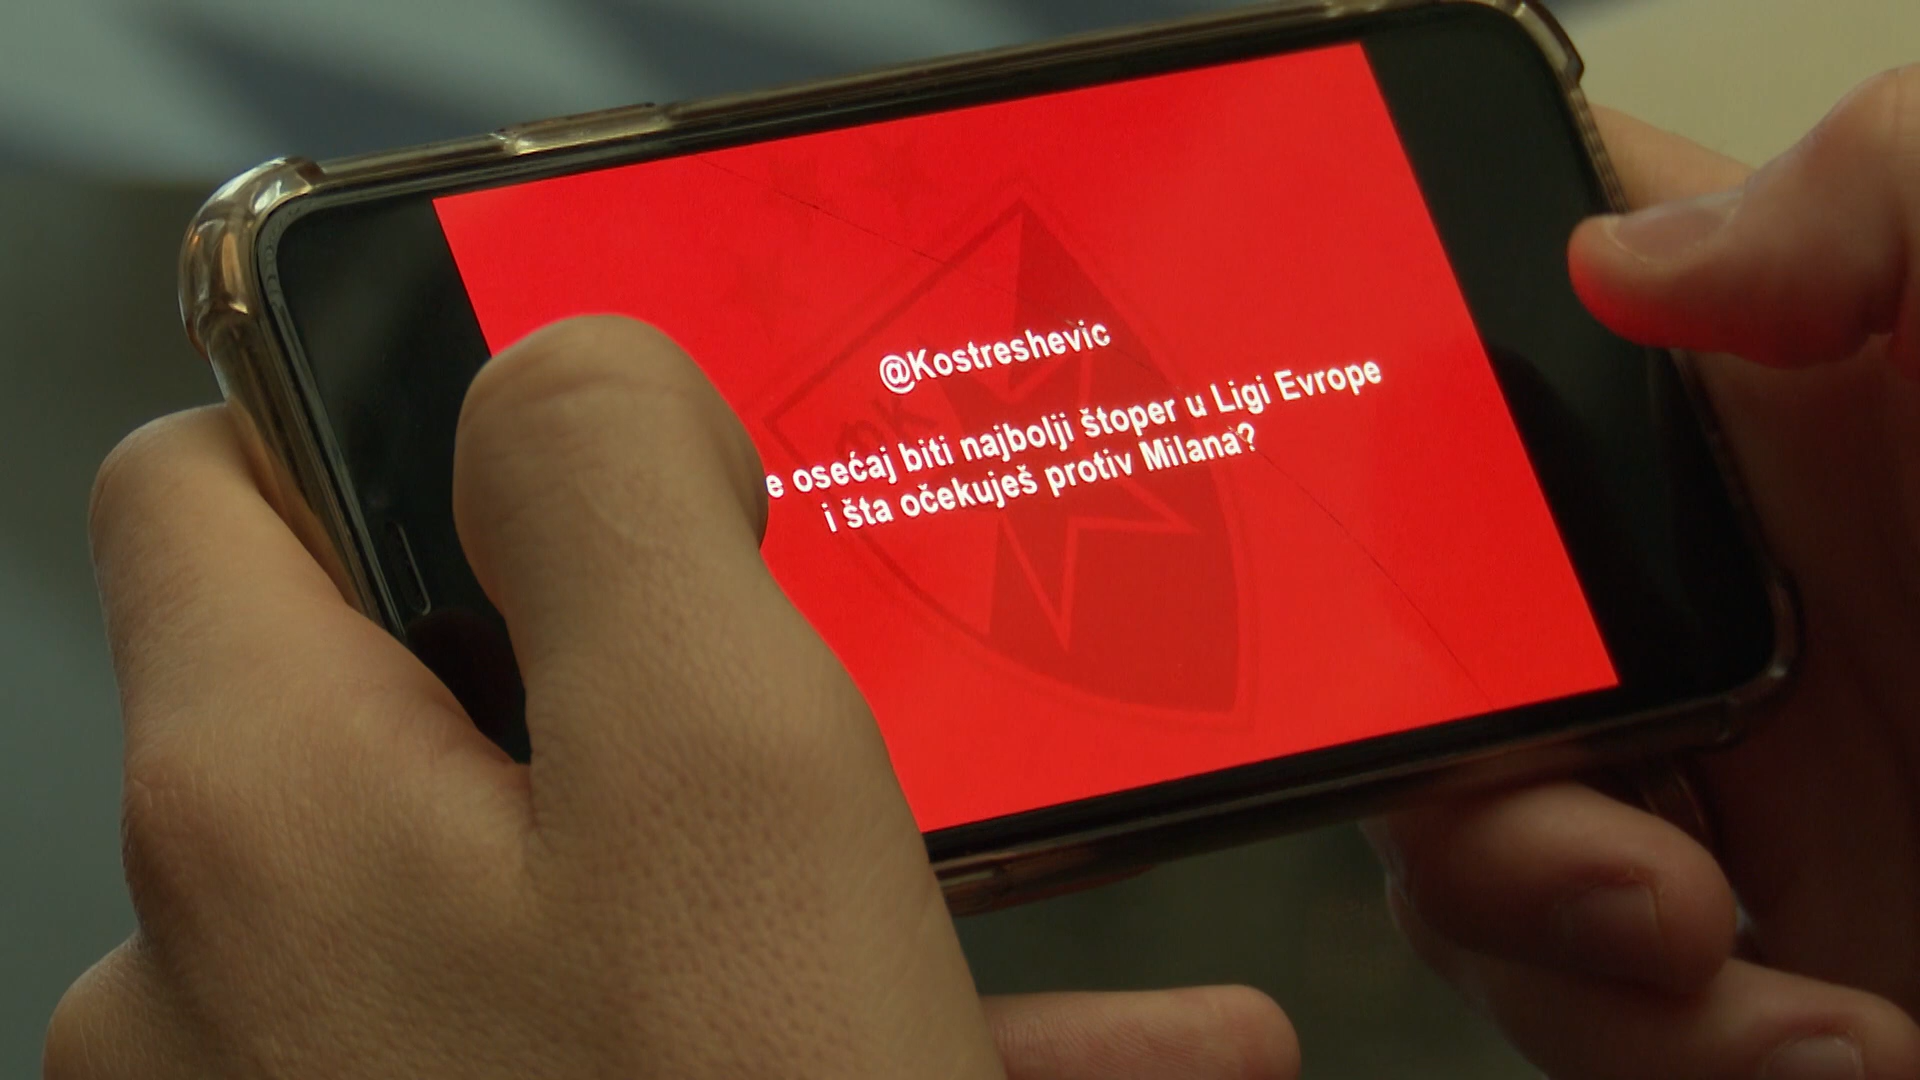 @Kostreshevic
e osećaj biti najbolji štoper u Ligi Evrope
i šta očekuješ protiv Milana?